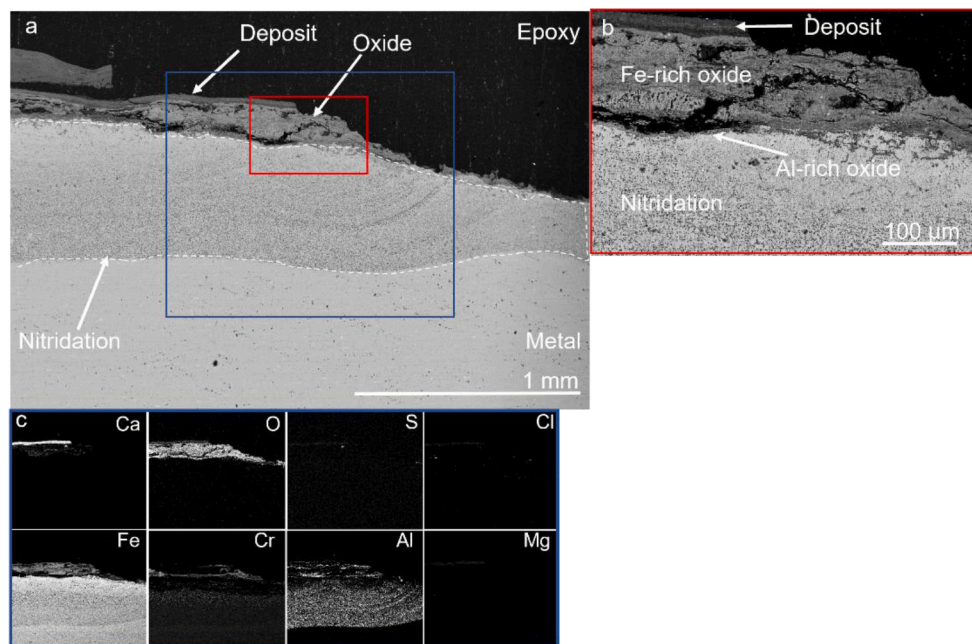 a
Deposit
Oxide
Epoxy
Nitridation
Metal
1 mm
b
Deposit
Fe-rich oxide
Al-rich oxide
Nitridation
100 µm
c
Ca
O
S
Cl
Fe
Cr
Al
Mg